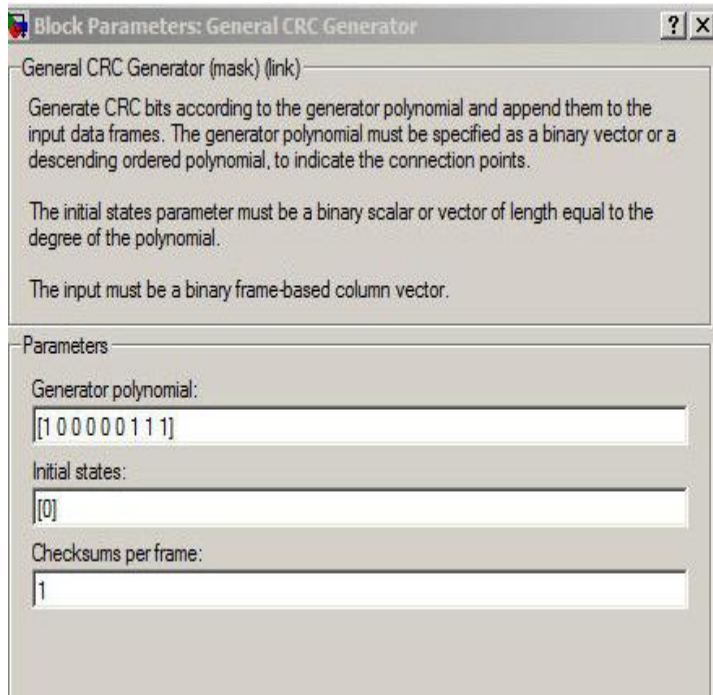 Block Parameters: General CRC Generator ? X
General CRC Generator (mask) (link)
Generate CRC bits according to the generator polynomial and append them to the
input data frames. The generator polynomial must be specified as a binary vector or a
descending ordered polynomial, to indicate the connection points.
The initial states parameter must be a binary scalar or vector of length equal to the
degree of the polynomial.
The input must be a binary frame-based column vector.
Parameters
Generator polynomial:
[1 0 0 0 0 0 1 1 1]
Initial states:
[0]
Checksums per frame:
1